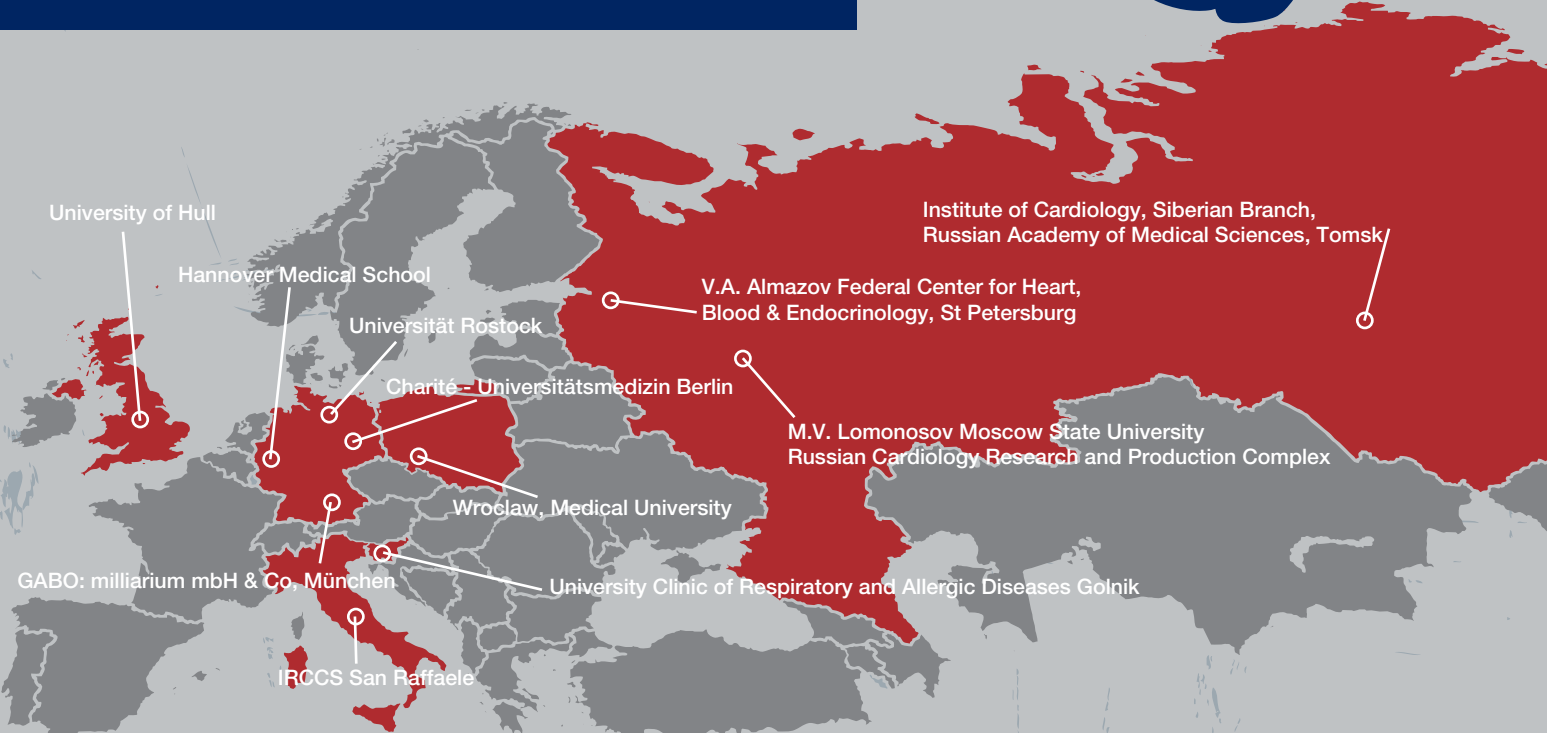 University of Hull
Institute of Cardiology, Siberian Branch,
Russian Academy of Medical Sciences, Tomsk
Hannover Medical School
V.A. Almazov Federal Center for Heart,
Blood & Endocrinology, St Petersburg
Universität Rostock
Charité - Universitätsmedizin Berlin
M.V. Lomonosov Moscow State University
Russian Cardiology Research and Production Complex
Wroclaw, Medical University
GABO: milliarium mbH & Co, München
University Clinic of Respiratory and Allergic Diseases Golnik
IRCCS San Raffaele